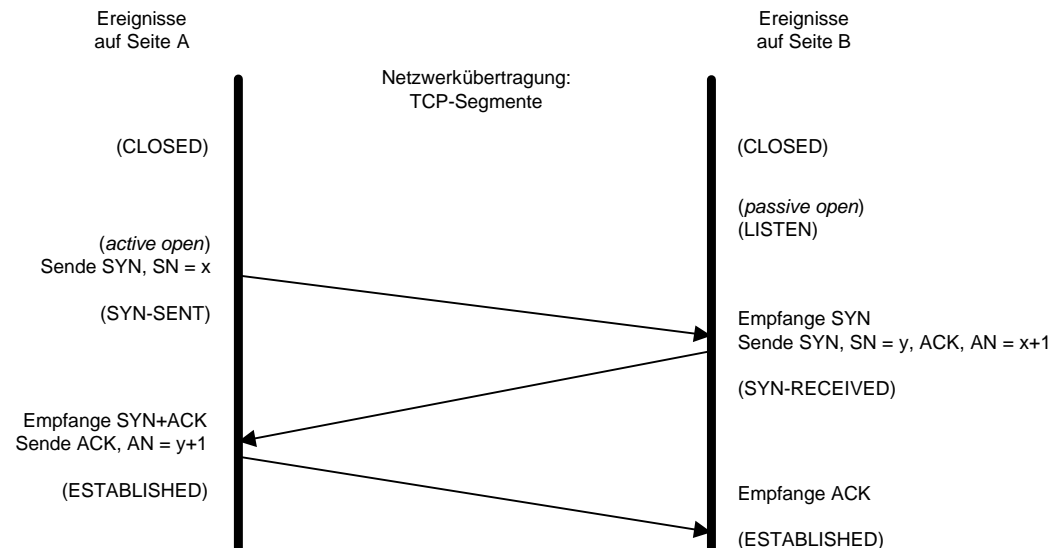 Ereignisse
auf Seite A
Ereignisse
auf Seite B
Netzwerkübertragung:
TCP-Segmente
(CLOSED)
(CLOSED)
(passive open)
(LISTEN)
(active open)
Sende SYN, SN = x
(SYN-SENT)
Empfange SYN
Sende SYN, SN = y, ACK, AN = x+1
(SYN-RECEIVED)
Empfange SYN+ACK
Sende ACK, AN = y+1
(ESTABLISHED)
Empfange ACK
(ESTABLISHED)